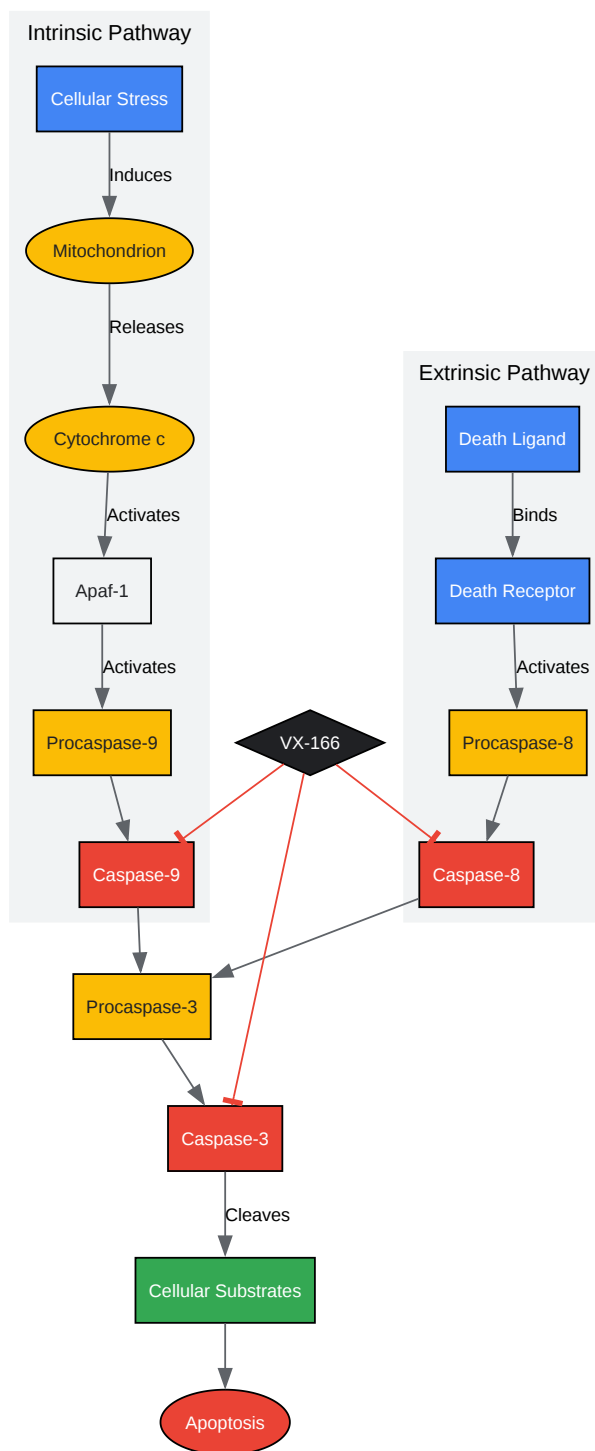 Intrinsic Pathway
Cellular Stress
Induces
Mitochondrion
Releases
Cytochrome c
Activates
Apaf-1
Activates
Procaspase-9
Caspase-9
Extrinsic Pathway
Death Ligand
Binds
Death Receptor
Activates
Procaspase-8
Caspase-8
VX-166
Procaspase-3
Caspase-3
Cleaves
Cellular Substrates
Apoptosis